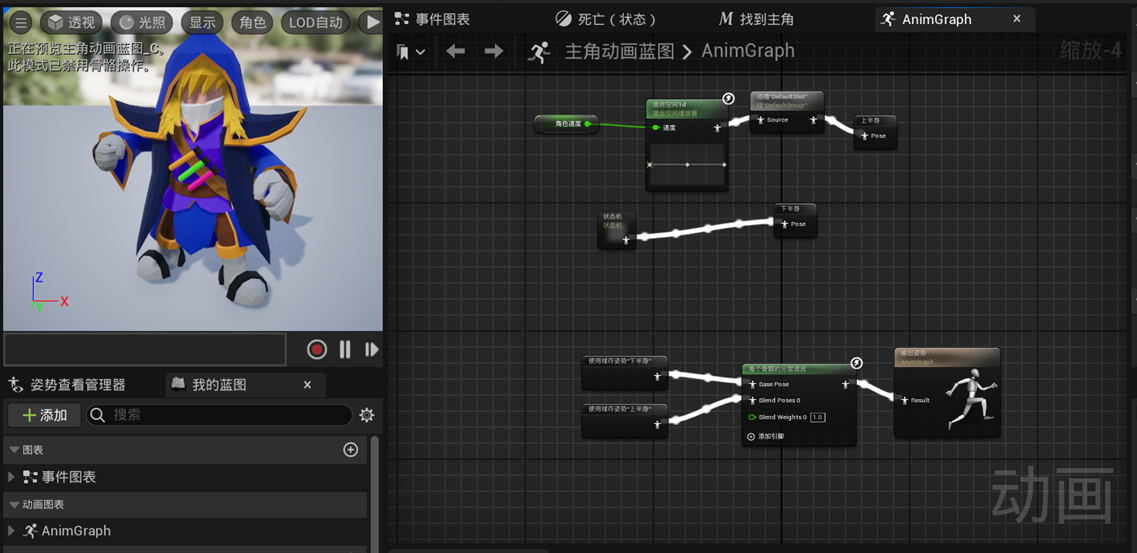 透视
光照
显示
角色
LOD自动
正在预览主角动画蓝图_C。
此模式已禁用骨骼操作。
Z
X
Y
姿势查看管理器
我的蓝图
添加
搜索
图表
事件图表
动画图表
AnimGraph
事件图表
死亡（状态）
找到主角
AnimGraph
主角动画蓝图
AnimGraph
缩放-4
角色速度
混合空间1d
混合空间播放器
速度
插槽"DefaultSlot"
组"DefaultGroup"
Source
上半身
Pose
状态机
状态机
下半身
Pose
使用缓存姿势"下半身"
使用缓存姿势"上半身"
每个骨骼的分层混合
Base Pose
Blend Poses 0
Blend Weights 0 1.0
添加引脚
输出姿势
AnimGraph
Result
动画